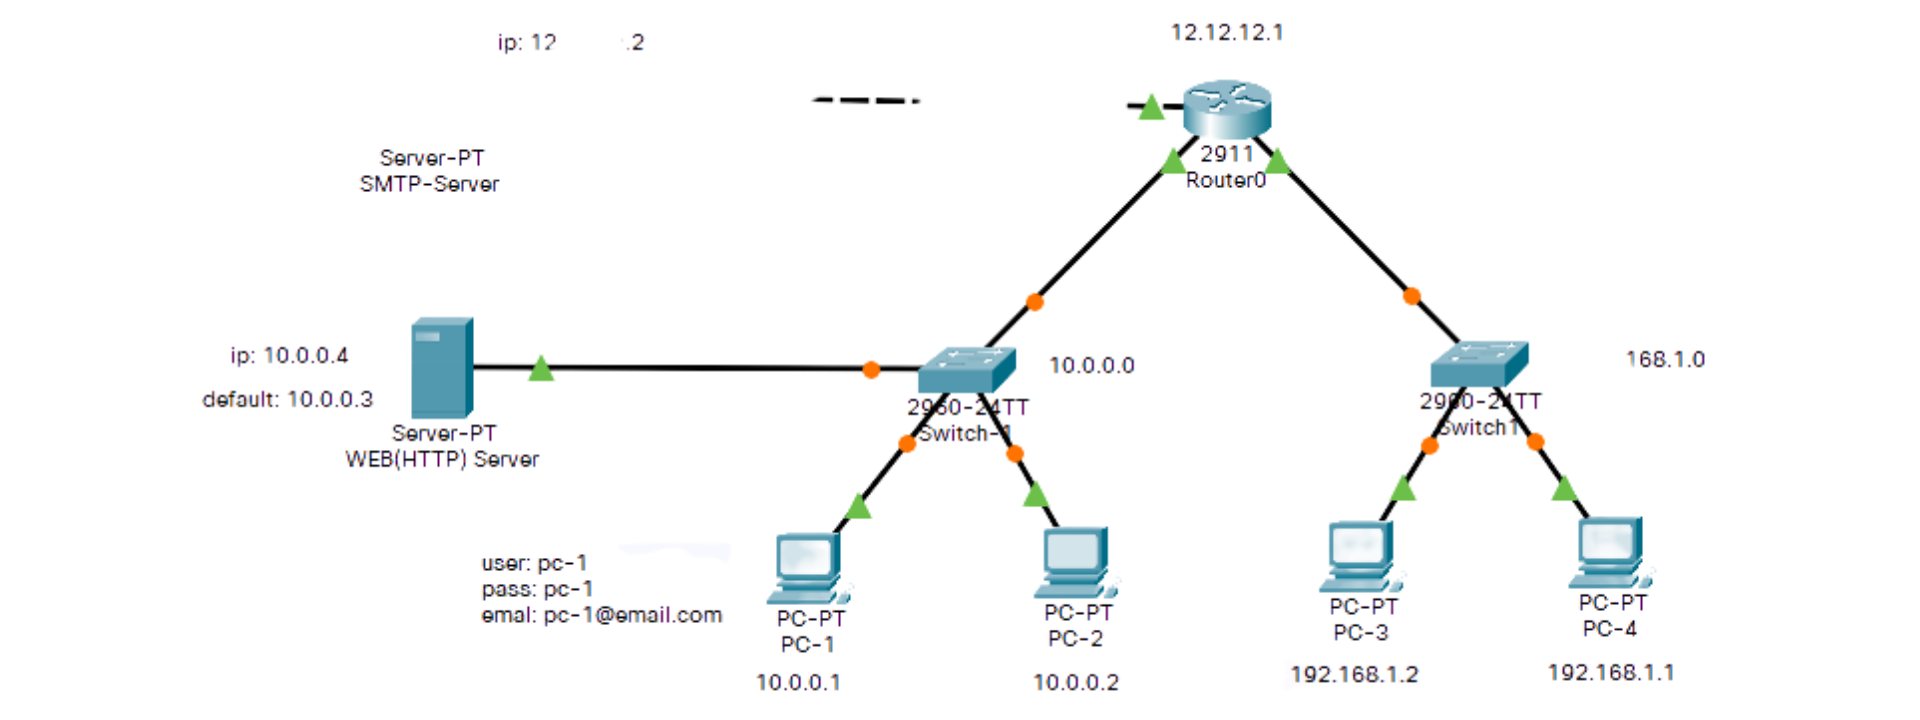 ip: 12 .2
12.12.12.1
Server-PT
SMTP-Server
2911
Router0
ip: 10.0.0.4
default: 10.0.0.3
Server-PT
WEB(HTTP) Server
10.0.0.0
2960-24TT
Switch-1
168.1.0
2960-24TT
Switch1
user: pc-1
pass: pc-1
emal: pc-1@email.com
PC-PT
PC-1
10.0.0.1
PC-PT
PC-2
10.0.0.2
PC-PT
PC-3
192.168.1.2
PC-PT
PC-4
192.168.1.1